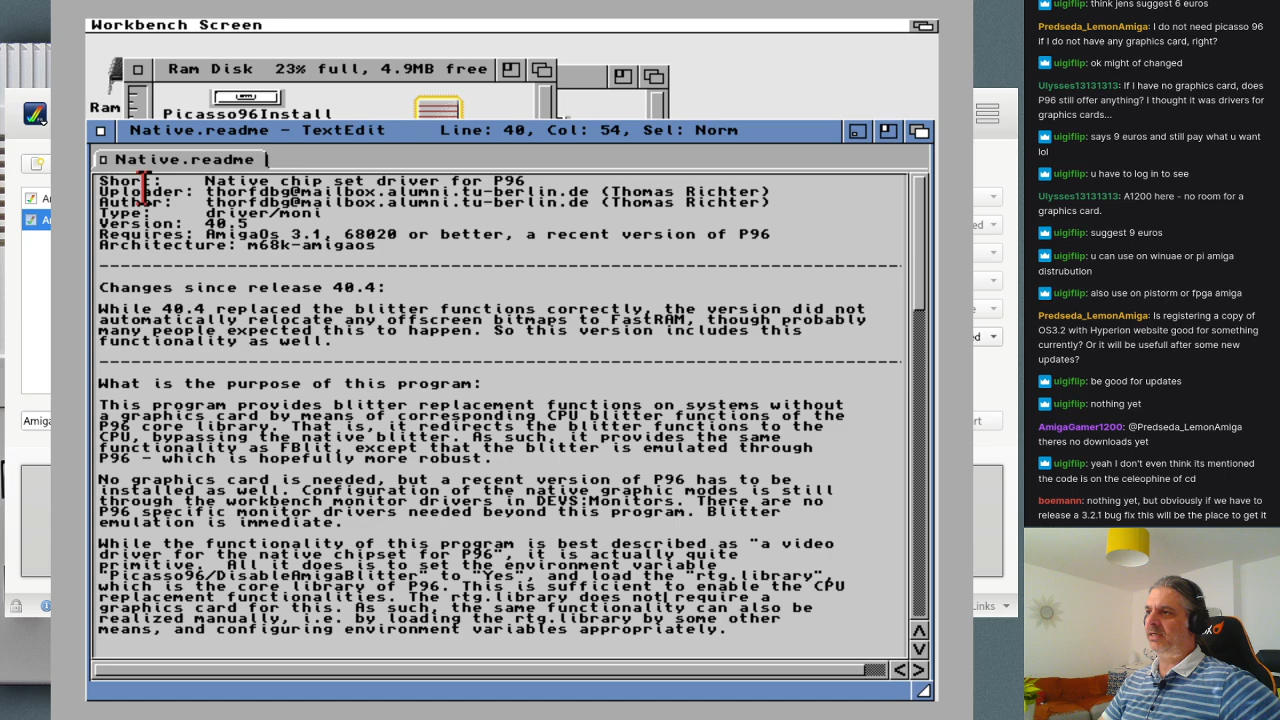 Workbench Screen
Ram Disk 23% full, 4.9MB free
Ram
Picasso96Install
Native.readme - TextEdit Line: 40, Col: 54, Sel: Norm
Native.readme
Short: Native chip set driver for P96
Uploader: thorfdbg@mailbox.alumni.tu-berlin.de (Thomas Richter)
Author: thorfdbg@mailbox.alumni.tu-berlin.de (Thomas Richter)
Type: driver/moni
Version: 40.5
Requires: AmigaOS 3.1, 68020 or better, a recent version of P96
Architecture: m68k-amigaos
Changes since release 40.4:
While 40.4 replaced the blitter functions correctly, the version did not
automatically relocate any offscreen bitmaps to FastRAM, though probably
many people expected this to happen. So this version includes this
functionality as well.
What is the purpose of this program:
This program provides blitter replacement functions on systems without
a graphics card by means of corresponding CPU blitter functions of the
P96 core library. That is, it redirects the blitter functions to the
CPU, bypassing the native blitter. As such, it provides the same
functionality as FBlit, except that the blitter is emulated through
P96 - which is hopefully more robust.
No graphics card is needed, but a recent version of P96 has to be
installed as well. Configuration of the native graphic modes is still
through the workbench monitor drivers in DEVS:Monitors. There are no
P96 specific monitor drivers needed beyond this program. Blitter
emulation is immediate.
While the functionality of this program is best described as "a video
driver for the native chipset for P96", it is actually quite
primitive. All it does is to set the environment variable
"Picasso96/DisableAmigaBlitter" to "Yes", and load the "rtg.library",
which is the core library of P96. This is sufficient to enable the CPU
replacement functionalities. The rtg.library does not require a
graphics card for this. As such, the same functionality can also be
realized manually, i.e. by loading the rtg.library by some other
means, and configuring environment variables appropriately.
Amiga
Links
uigiflip: think jens suggest 6 euros
Predseda_LemonAmiga: I do not need picasso 96
if I do not have any graphics card, right?
uigiflip: ok might of changed
Ulysses13131313: If I have no graphics card, does
P96 still offer anything? I thought it was drivers for
graphics cards...
uigiflip: says 9 euros and still pay what u want
lol
uigiflip: u have to log in to see
Ulysses13131313: A1200 here - no room for a
graphics card.
uigiflip: suggest 9 euros
uigiflip: u can use on winuae or pi amiga
distrubution
uigiflip: also use on pistorm or fpga amiga
Predseda_LemonAmiga: Is registering a copy of
OS3.2 with Hyperion website good for something
currently? Or it will be usefull after some new
updates?
uigiflip: be good for updates
uigiflip: nothing yet
AmigaGamer1200: @Predseda_LemonAmiga
theres no downloads yet
uigiflip: yeah I don't even think its mentioned
the code is on the celophine of cd
boemann: nothing yet, but obviously if we have to
release a 3.2.1 bug fix this will be the place to get it